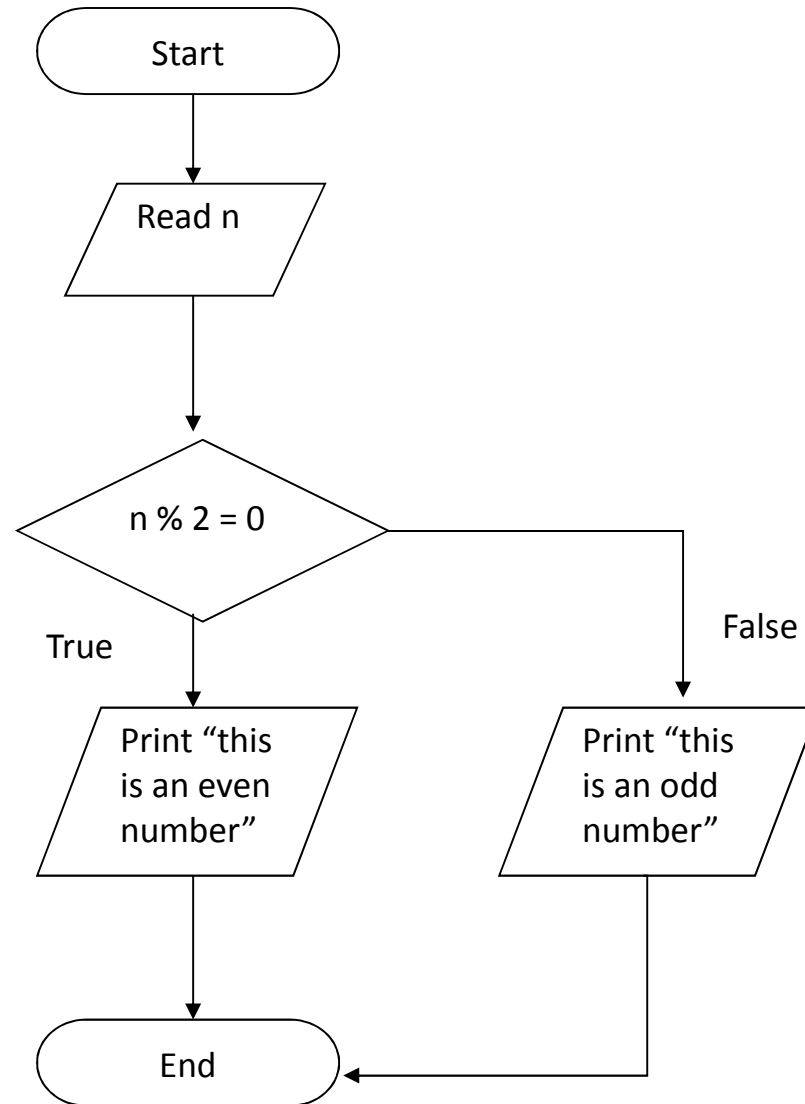 Start
Read n
n % 2 = 0
True
False
Print “this
is an even
number”
Print “this
is an odd
number”
End